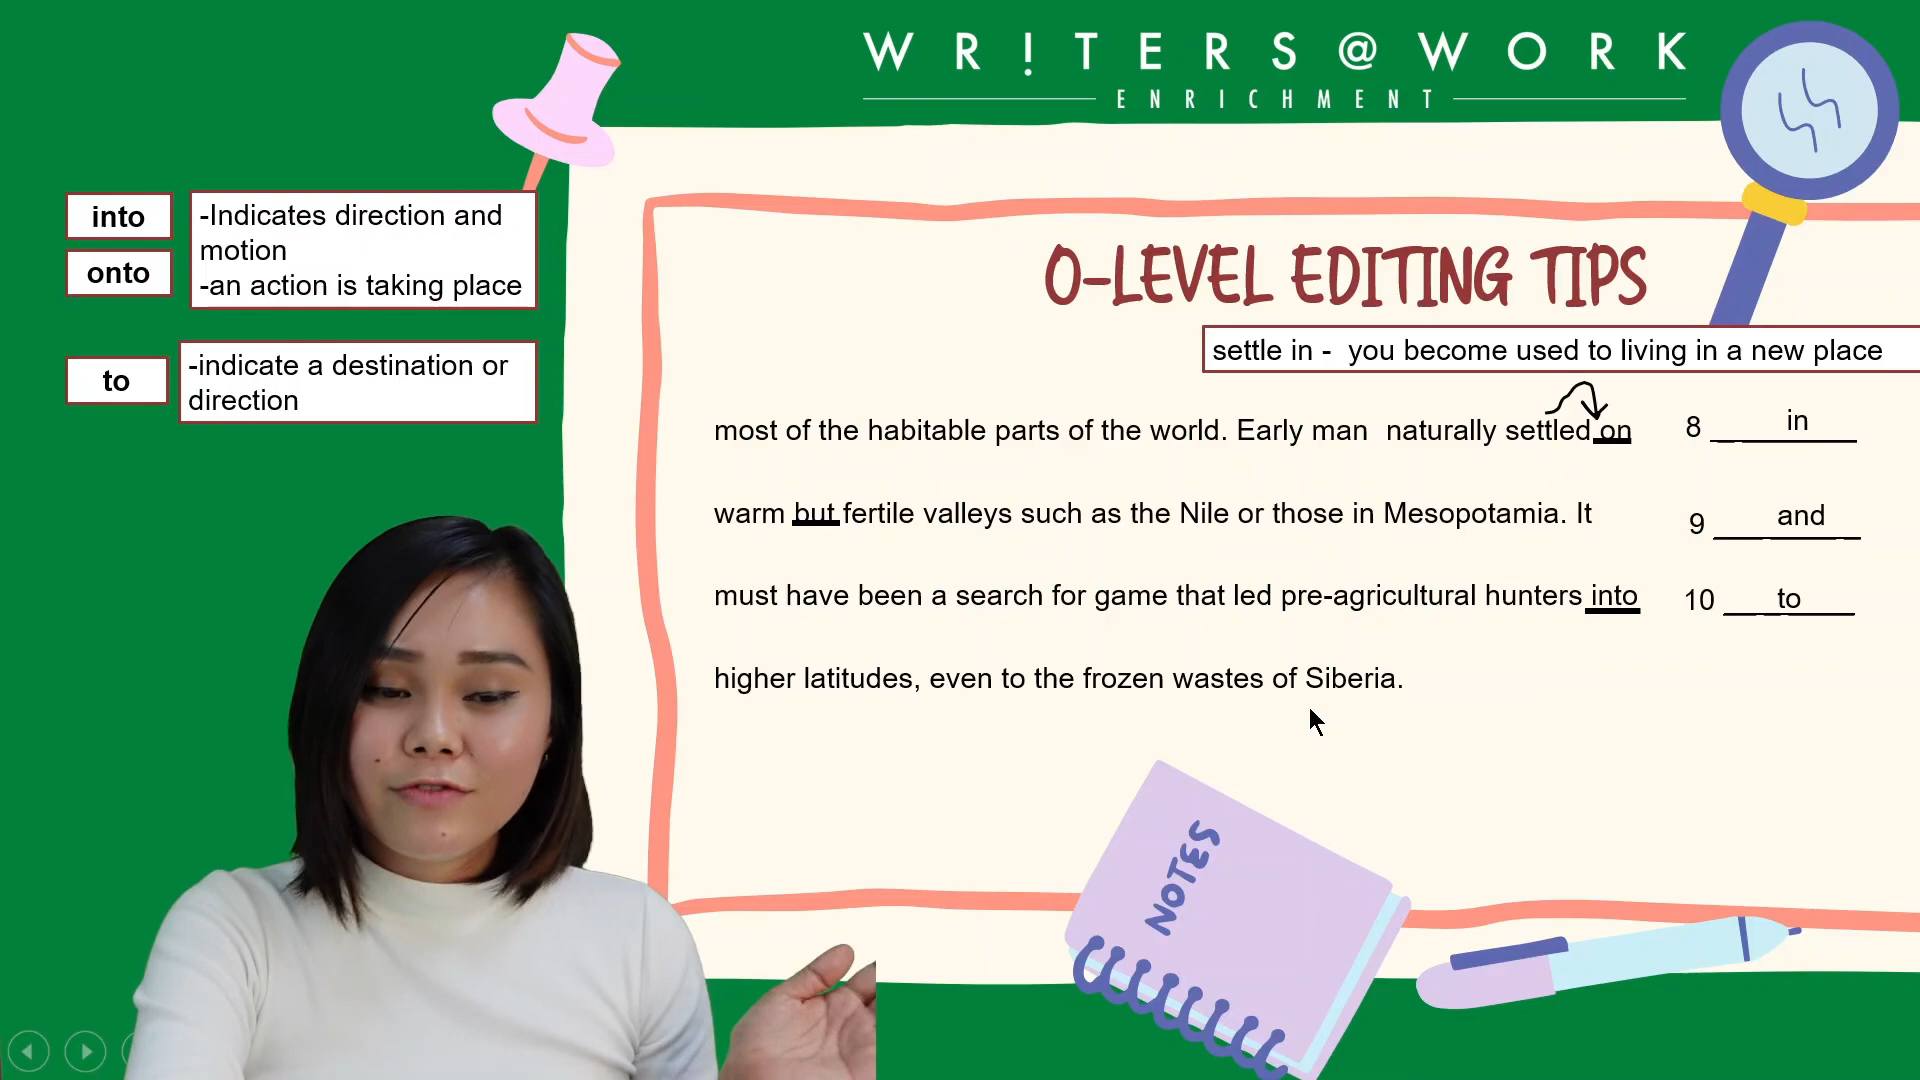 WR!TERS@WORK
ENRICHMENT
into
-Indicates direction and
motion
-an action is taking place
onto
to
-indicate a destination or
direction
O-LEVEL EDITING TIPS
settle in - you become used to living in a new place
most of the habitable parts of the world. Early man naturally settled on 8 in
warm but fertile valleys such as the Nile or those in Mesopotamia. It 9 and
must have been a search for game that led pre-agricultural hunters into 10 to
higher latitudes, even to the frozen wastes of Siberia.
NOTES